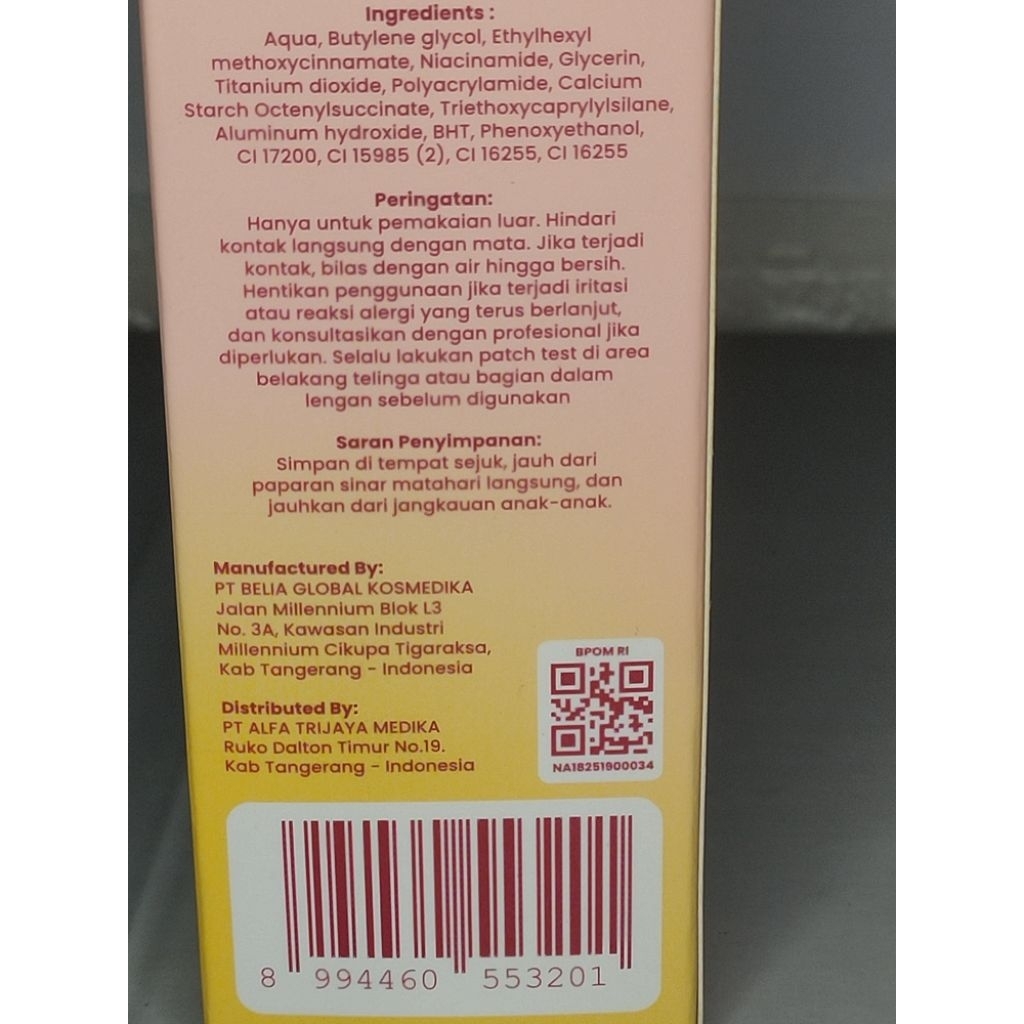 Ingredients :
Aqua, Butylene glycol, Ethylhexyl
methoxycinnamate, Niacinamide, Glycerin,
Titanium dioxide, Polyacrylamide, Calcium
Starch Octenylsuccinate, Triethoxycaprylylsilane,
Aluminum hydroxide, BHT, Phenoxyethanol,
CI 17200, CI 15985 (2), CI 16255, CI 16255
Peringatan:
Hanya untuk pemakaian luar. Hindari
kontak langsung dengan mata. Jika terjadi
kontak, bilas dengan air hingga bersih.
Hentikan penggunaan jika terjadi iritasi
atau reaksi alergi yang terus berlanjut,
dan konsultasikan dengan profesional jika
diperlukan. Selalu lakukan patch test di area
belakang telinga atau bagian dalam
lengan sebelum digunakan
Saran Penyimpanan:
Simpan di tempat sejuk, jauh dari
paparan sinar matahari langsung, dan
jauhkan dari jangkauan anak-anak.
Manufactured By:
PT BELIA GLOBAL KOSMEDIKA
Jalan Millennium Blok L3
No. 3A, Kawasan Industri
Millennium Cikupa Tigaraksa,
Kab Tangerang - Indonesia
Distributed By:
PT ALFA TRIJAYA MEDIKA
Ruko Dalton Timur No.19.
Kab Tangerang - Indonesia
BPOM RI
NA18251900034
8 994460 553201